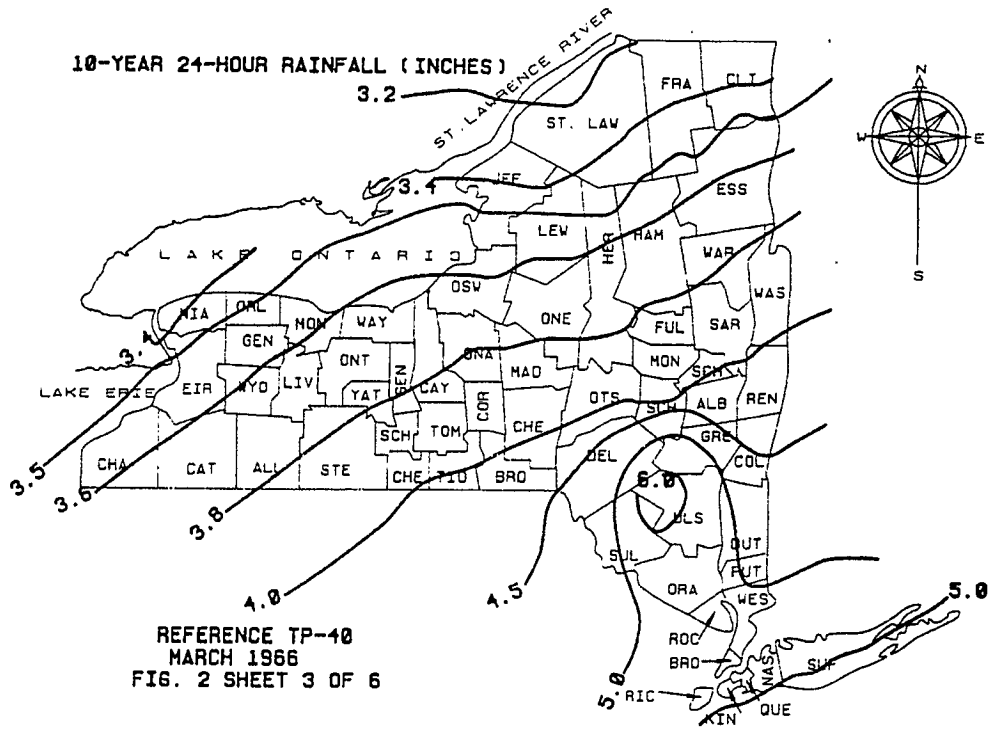 10-YEAR 24-HOUR RAINFALL (INCHES)
ST. LAWRENCE RIVER
3.2
FRA
CLI
ST. LAW
N
W
E
S
3.4
JEF
ESS
LEW
HER
HAM
LAKE ONTARIO
WAR
OSW
WAS
NIA
ORL
MON
WAY
ONE
FUL
SAR
GEN
3.4
ONT
ONA
MON
SCH
MAD
LAKE ERIE
EIR
WYO
LIV
YAT
SEN
CAY
COR
OTS
SCH
ALB
REN
SCH
TOM
CHE
GRE
CHA
CAT
ALL
STE
CHE
TIO
BRO
DEL
COL
3.5
3.6
6.0
3.8
ULS
SUL
DUT
PUT
4.0
4.5
ORA
WES
5.0
REFERENCE TP-40
MARCH 1966
FIG. 2 SHEET 3 OF 6
ROC
BRO
NAS
SUF
5.0
RIC
KIN
QUE